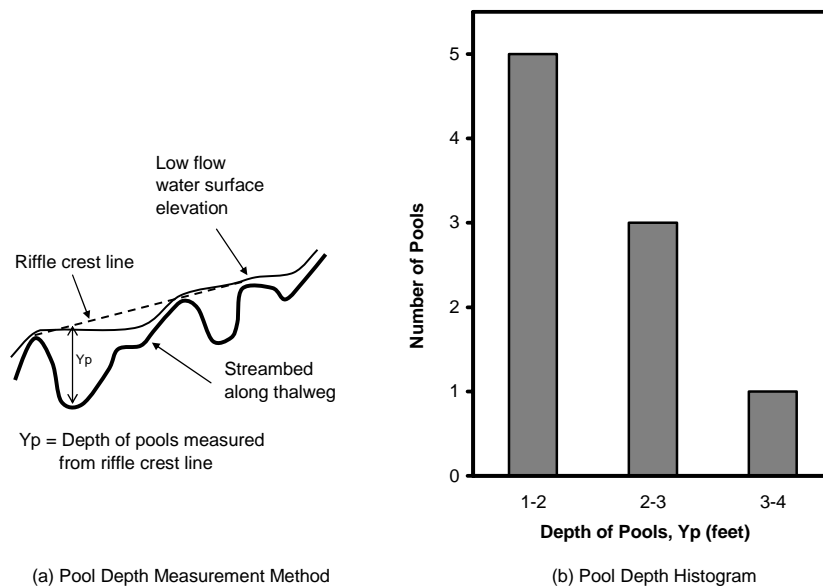 Low flow
water surface
elevation
Riffle crest line
Yp
Streambed
along thalweg
Yp = Depth of pools measured
from riffle crest line
(a) Pool Depth Measurement Method
Number of Pools
5
4
3
2
1
0
1-2 2-3 3-4
Depth of Pools, Yp (feet)
(b) Pool Depth Histogram